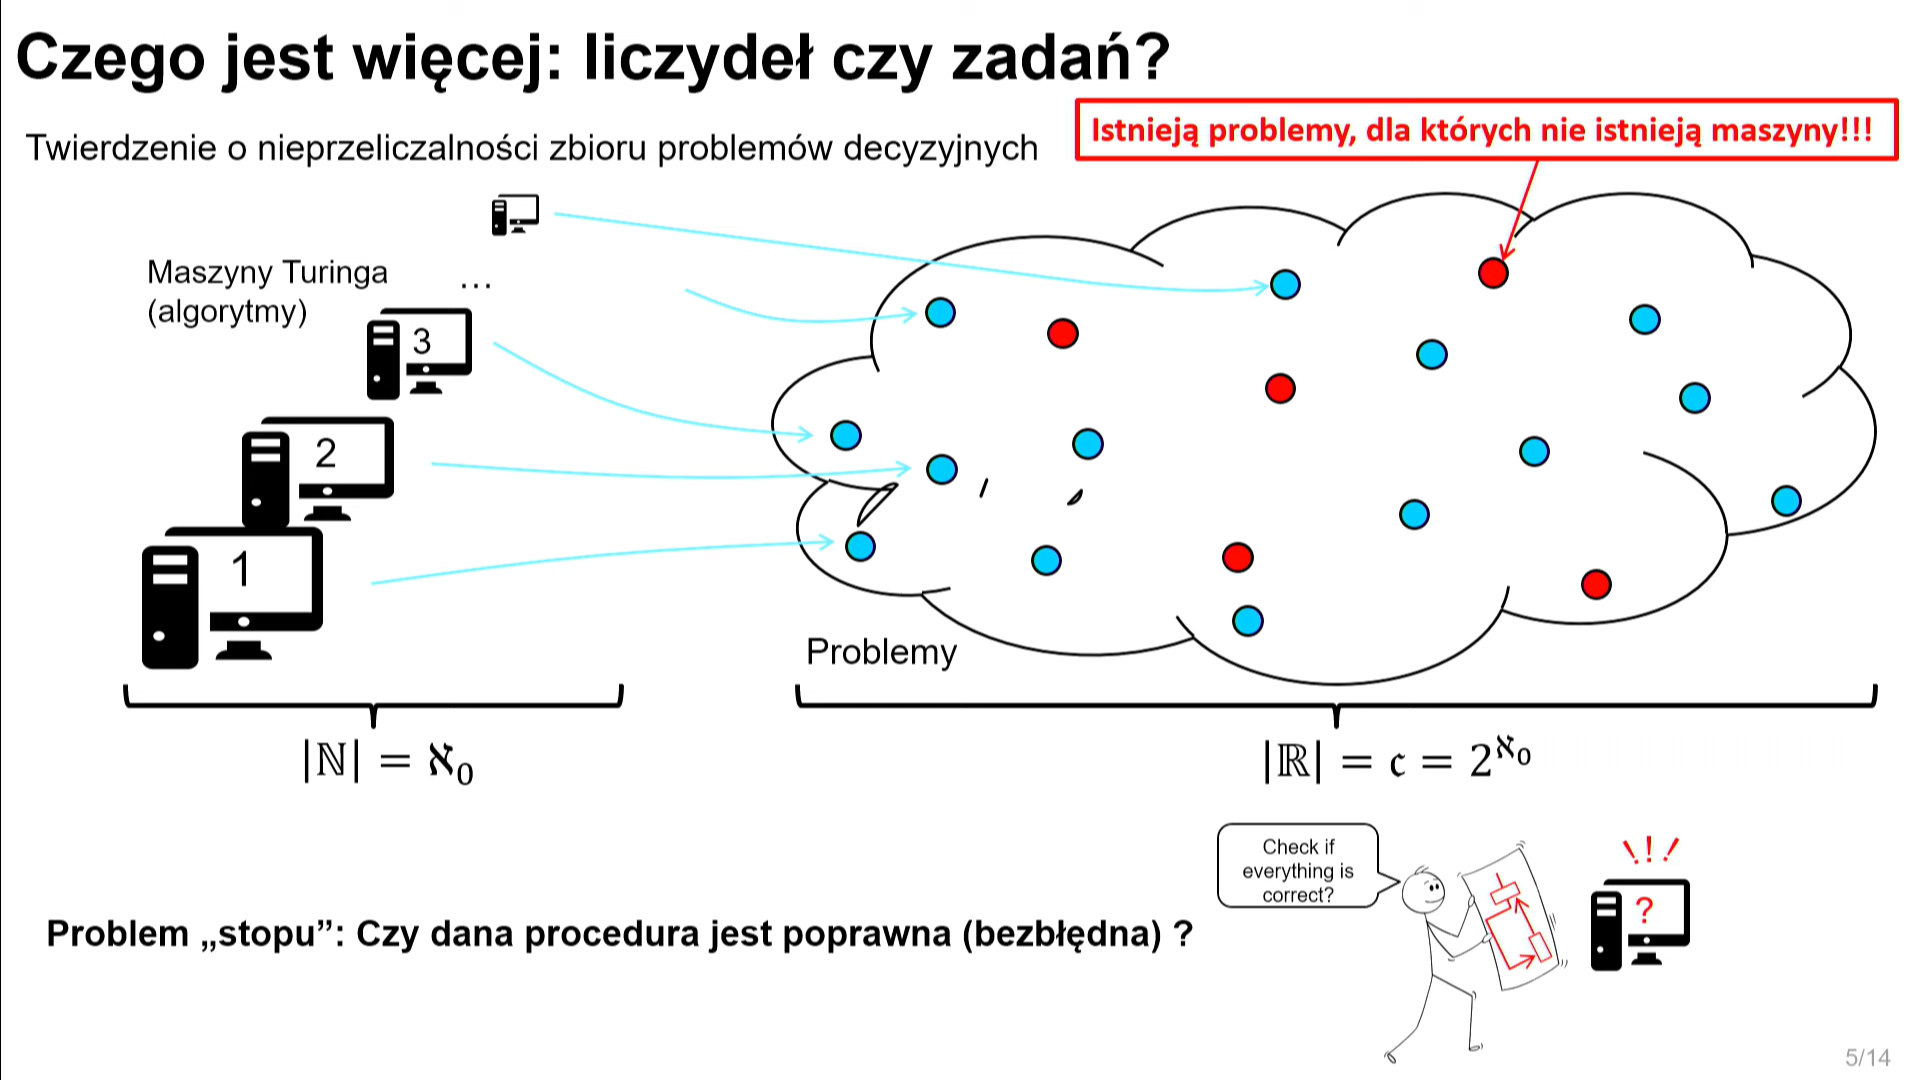 Czego jest więcej: liczydeł czy zadań?
Twierdzenie o nieprzeliczalności zbioru problemów decyzyjnych
Istnieją problemy, dla których nie istnieją maszyny!!!
Maszyny Turinga
(algorytmy)
...
3
2
1
Problemy
|ℕ| = ℵ₀
|ℝ| = 𝔠 = 2^ℵ₀
Check if
everything is
correct?
!!!
?
Problem „stopu”: Czy dana procedura jest poprawna (bezbłędna) ?
5/14